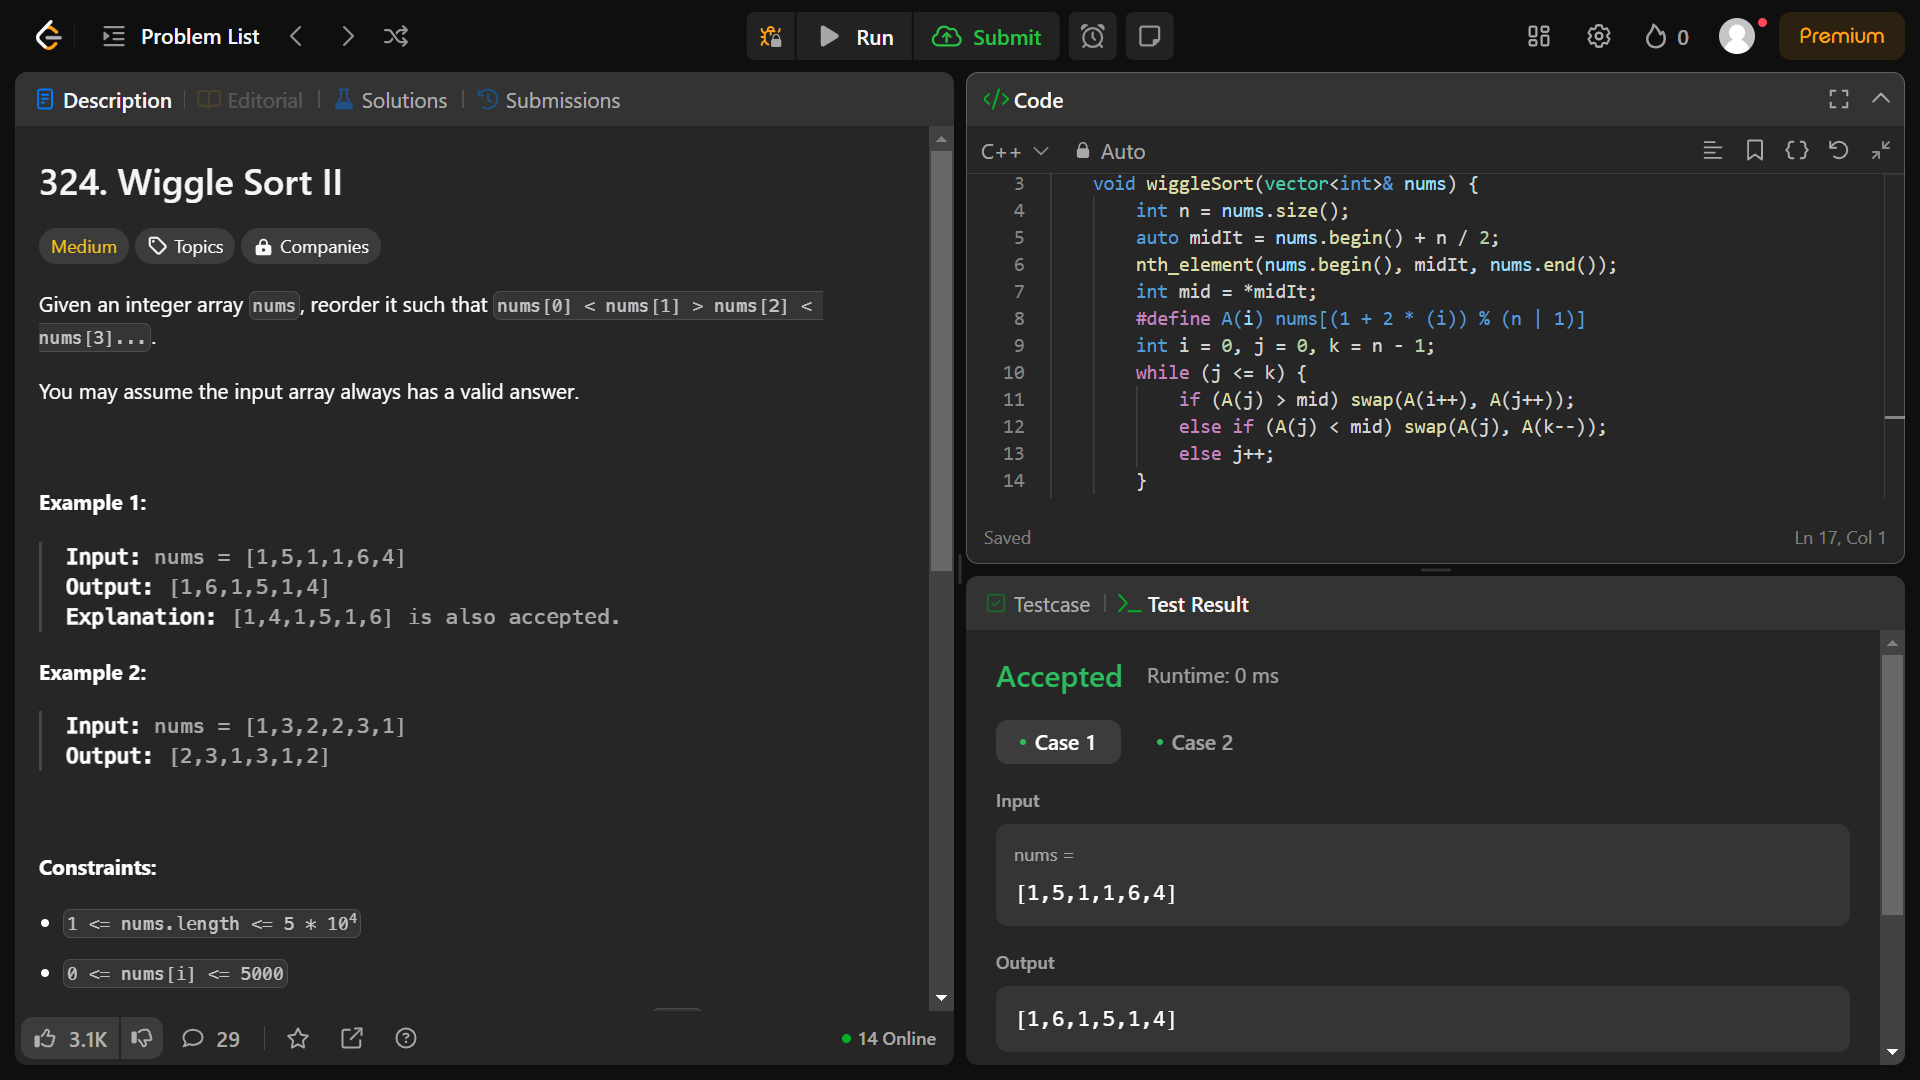 Problem List
Run
Submit
0
Premium
Description
Editorial
Solutions
Submissions
324. Wiggle Sort II
Medium
Topics
Companies
Given an integer array nums, reorder it such that nums[0] < nums[1] > nums[2] <
nums[3]....
You may assume the input array always has a valid answer.
Example 1:
Input: nums = [1,5,1,1,6,4]
Output: [1,6,1,5,1,4]
Explanation: [1,4,1,5,1,6] is also accepted.
Example 2:
Input: nums = [1,3,2,2,3,1]
Output: [2,3,1,3,1,2]
Constraints:
1 <= nums.length <= 5 * 10⁴
0 <= nums[i] <= 5000
3.1K
29
14 Online
</> Code
C++
Auto
3 void wiggleSort(vector<int>& nums) {
4 int n = nums.size();
5 auto midIt = nums.begin() + n / 2;
6 nth_element(nums.begin(), midIt, nums.end());
7 int mid = *midIt;
8 #define A(i) nums[(1 + 2 * (i)) % (n | 1)]
9 int i = 0, j = 0, k = n - 1;
10 while (j <= k) {
11 if (A(j) > mid) swap(A(i++), A(j++));
12 else if (A(j) < mid) swap(A(j), A(k--));
13 else j++;
14 }
Saved
Ln 17, Col 1
Testcase
Test Result
Accepted
Runtime: 0 ms
Case 1
Case 2
Input
nums =
[1,5,1,1,6,4]
Output
[1,6,1,5,1,4]